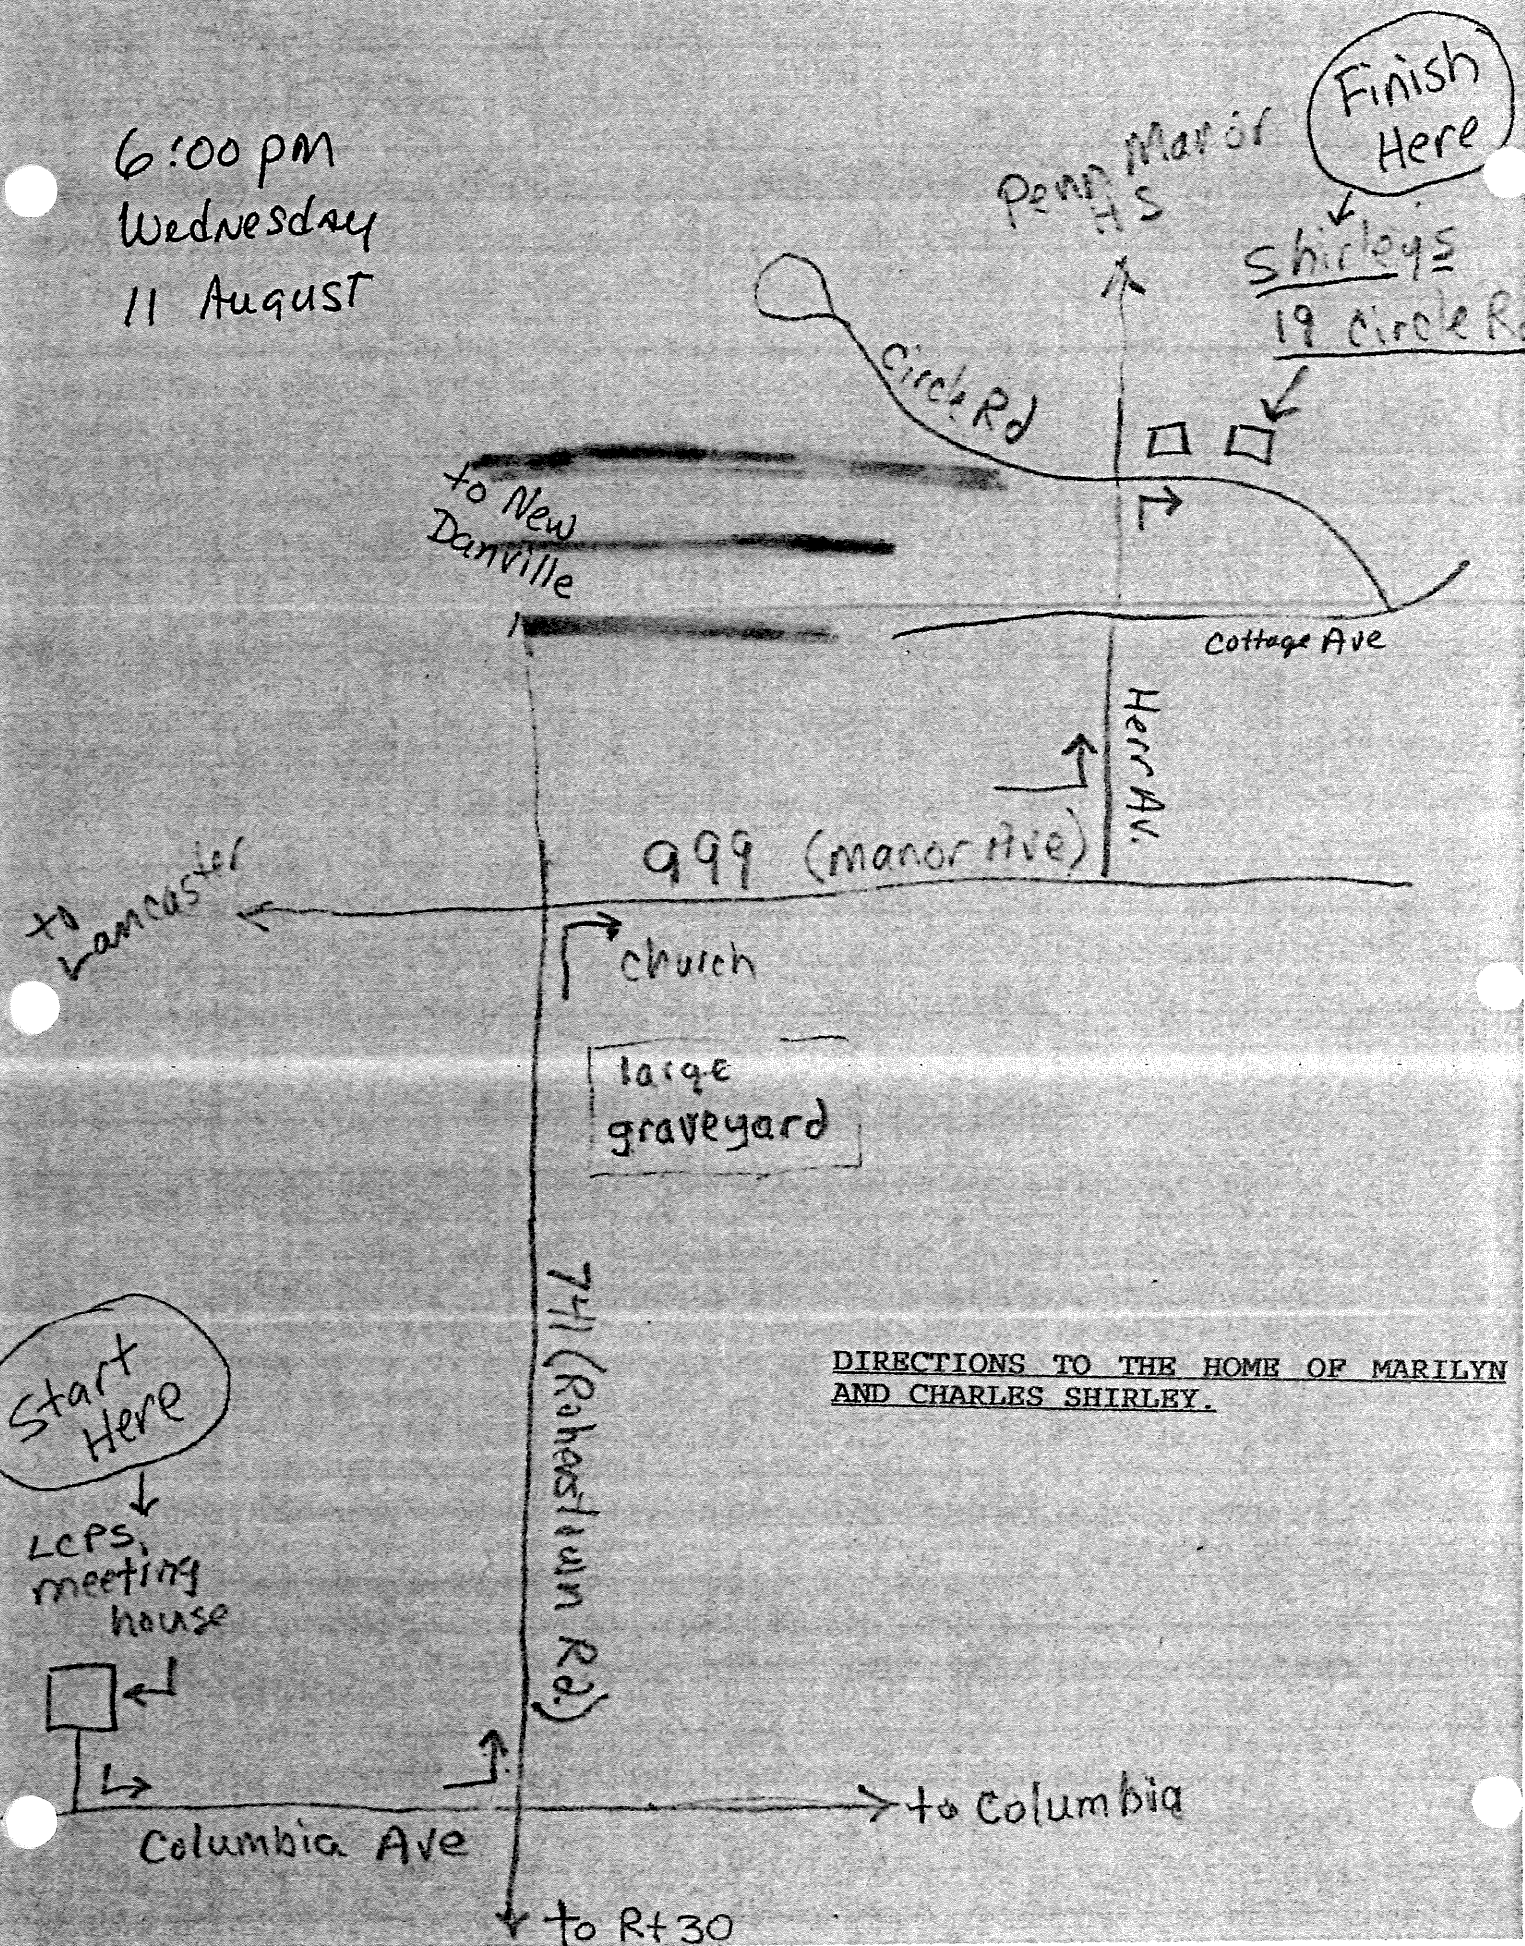 6:00 pm
Wednesday
11 August
Finish
Here
Penn Manor
HS
Shirleys
19 Circle Rd
Circle Rd
to New
Danville
Cottage Ave
Herr Av.
999 (Manor Ave)
to
Lancaster
church
large
graveyard
741 (Rohrestiwn Rd.)
DIRECTIONS TO THE HOME OF MARILYN
AND CHARLES SHIRLEY.
Start
Here
LCPS.
meeting
house
to Columbia
Columbia Ave
to Rt 30